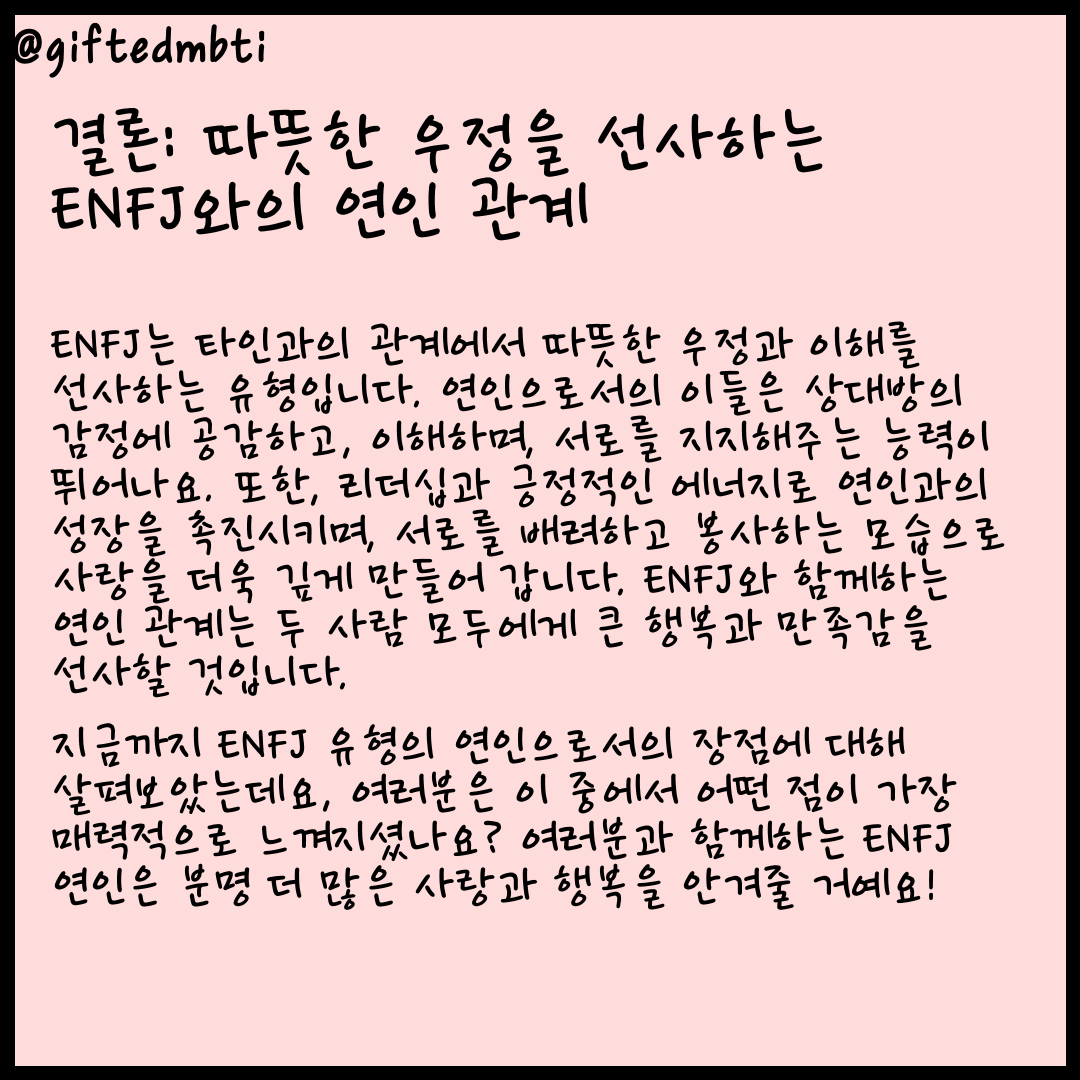 @giftedmbti
결론: 따뜻한 우정을 선사하는
ENFJ와의 연인 관계
ENFJ는 타인과의 관계에서 따뜻한 우정과 이해를
선사하는 유형입니다. 연인으로서의 이들은 상대방의
감정에 공감하고, 이해하며, 서로를 지지해주는 능력이
뛰어나요. 또한, 리더십과 긍정적인 에너지로 연인과의
성장을 촉진시키며, 서로를 배려하고 봉사하는 모습으로
사랑을 더욱 깊게 만들어 갑니다. ENFJ와 함께하는
연인 관계는 두 사람 모두에게 큰 행복과 만족감을
선사할 것입니다.
지금까지 ENFJ 유형의 연인으로서의 장점에 대해
살펴보았는데요, 여러분은 이 중에서 어떤 점이 가장
매력적으로 느껴지셨나요? 여러분과 함께하는 ENFJ
연인은 분명 더 많은 사랑과 행복을 안겨줄 거예요!